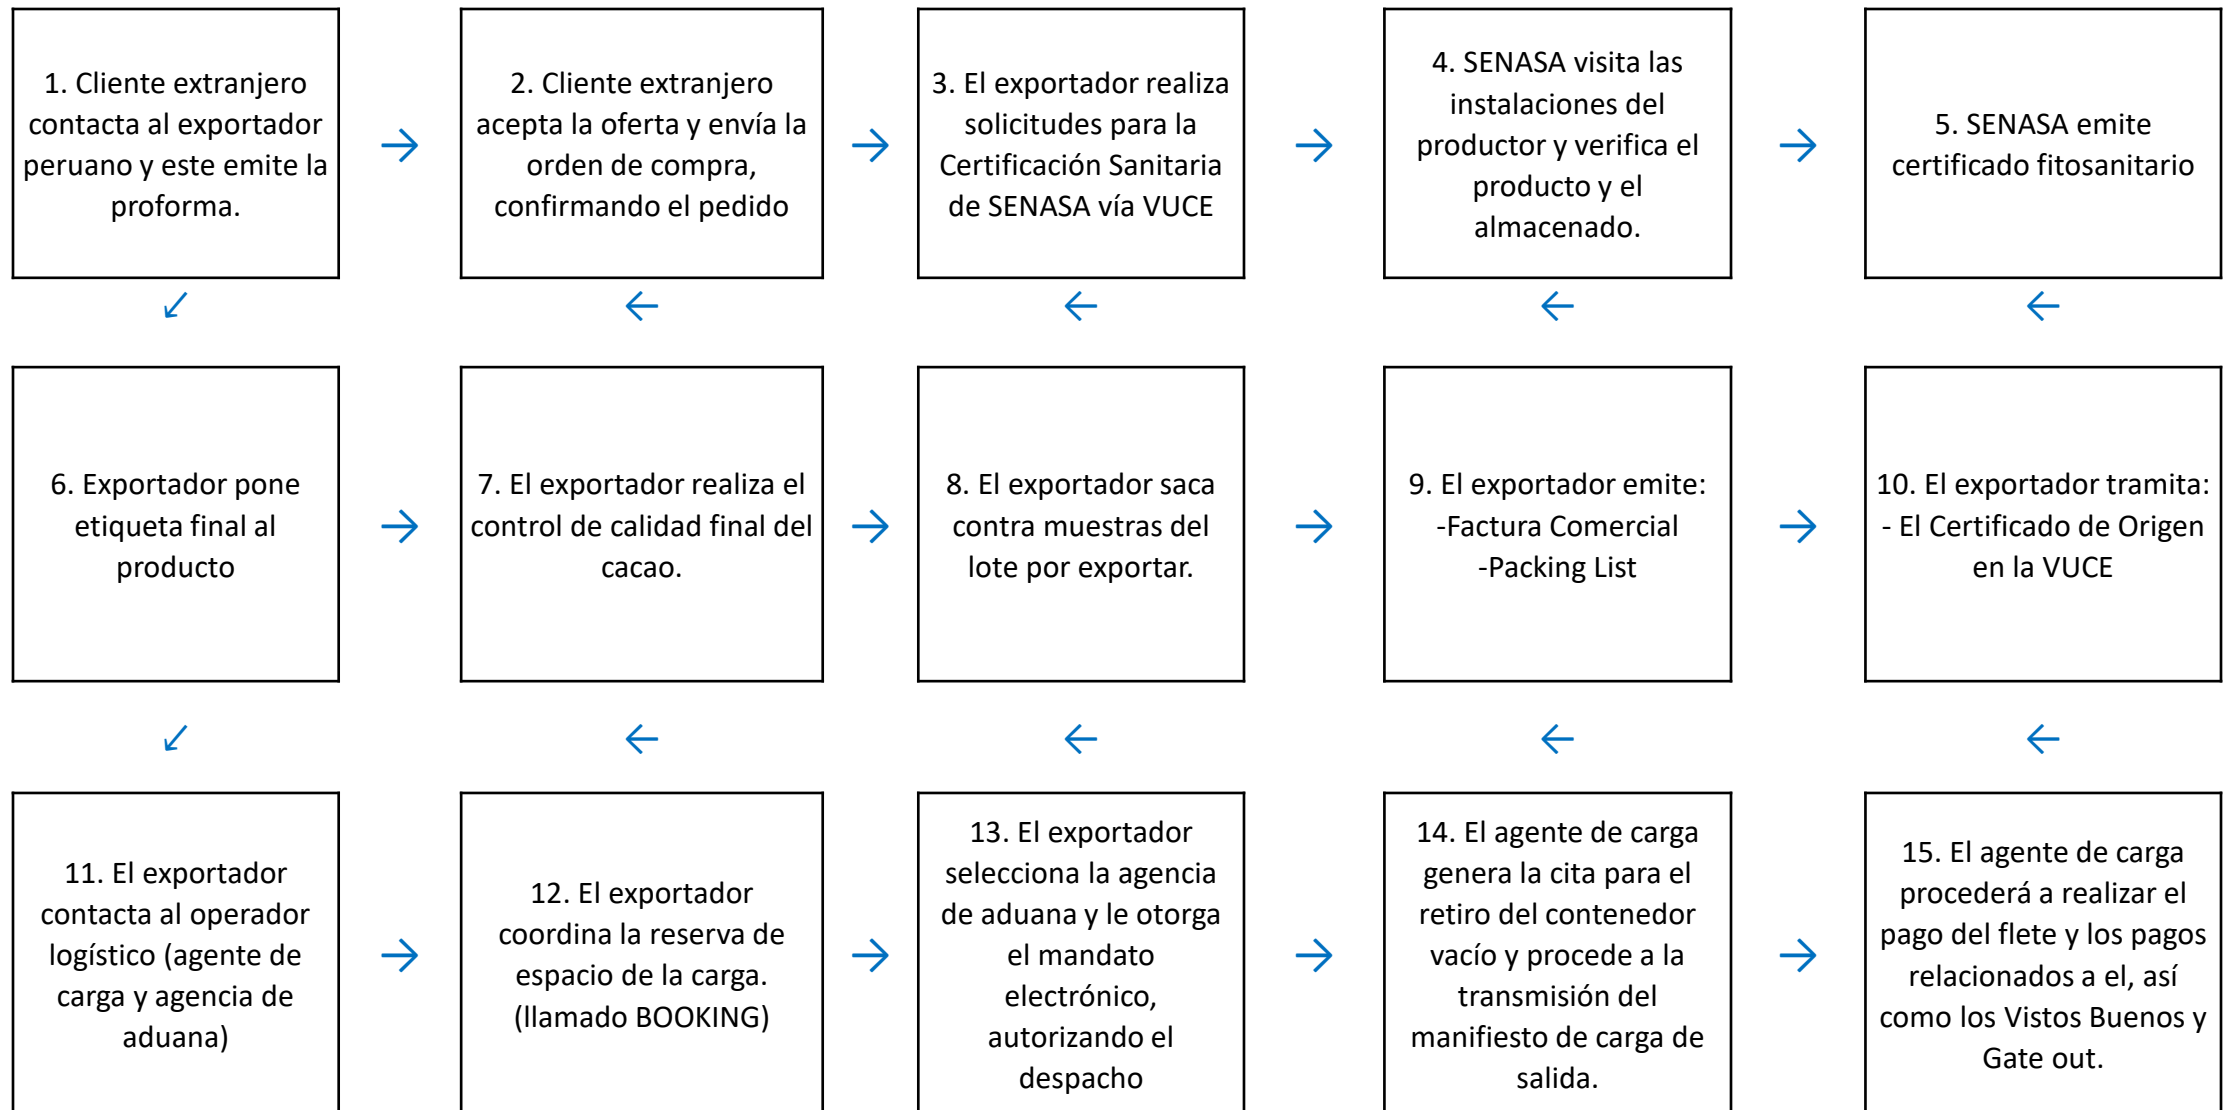 1. Cliente extranjero
contacta al exportador
peruano y este emite la
proforma.
→
2. Cliente extranjero
acepta la oferta y envía la
orden de compra,
confirmando el pedido
→
3. El exportador realiza
solicitudes para la
Certificación Sanitaria
de SENASA vía VUCE
→
4. SENASA visita las
instalaciones del
productor y verifica el
producto y el
almacenado.
→
5. SENASA emite
certificado fitosanitario
↙ ← ← ← ←
6. Exportador pone
etiqueta final al
producto
→
7. El exportador realiza el
control de calidad final del
cacao.
→
8. El exportador saca
contra muestras del
lote por exportar.
→
9. El exportador emite:
-Factura Comercial
-Packing List
→
10. El exportador tramita:
- El Certificado de Origen
en la VUCE
↙ ← ← ← ←
11. El exportador
contacta al operador
logístico (agente de
carga y agencia de
aduana)
→
12. El exportador
coordina la reserva de
espacio de la carga.
(llamado BOOKING)
→
13. El exportador
selecciona la agencia
de aduana y le otorga
el mandato
electrónico,
autorizando el
despacho
→
14. El agente de carga
genera la cita para el
retiro del contenedor
vacío y procede a la
transmisión del
manifiesto de carga de
salida.
→
15. El agente de carga
procederá a realizar el
pago del flete y los pagos
relacionados a el, así
como los Vistos Buenos y
Gate out.